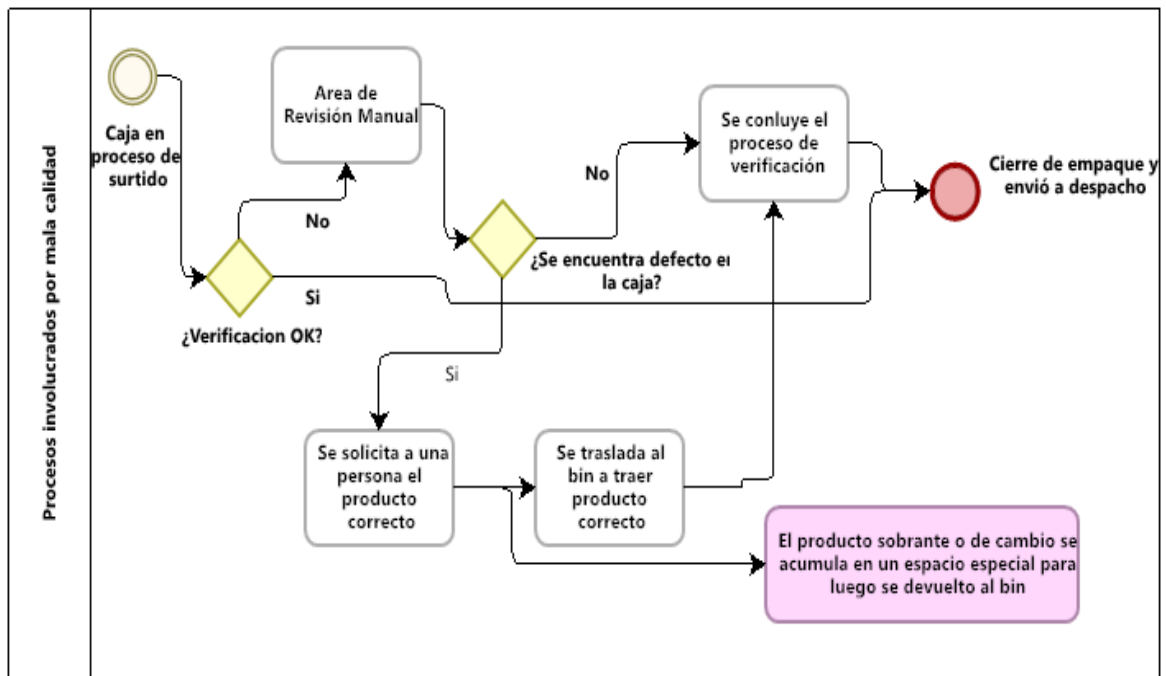 Procesos involucrados por mala calidad
Caja en
proceso de
surtido
Area de
Revisión Manual
No
¿Verificacion OK?
Si
¿Se encuentra defecto en
la caja?
No
Se conluye el
proceso de
verificación
Cierre de empaque y
envió a despacho
Si
Se solicita a una
persona el
producto
correcto
Se traslada al
bin a traer
producto
correcto
El producto sobrante o de cambio se
acumula en un espacio especial para
luego se devuelto al bin